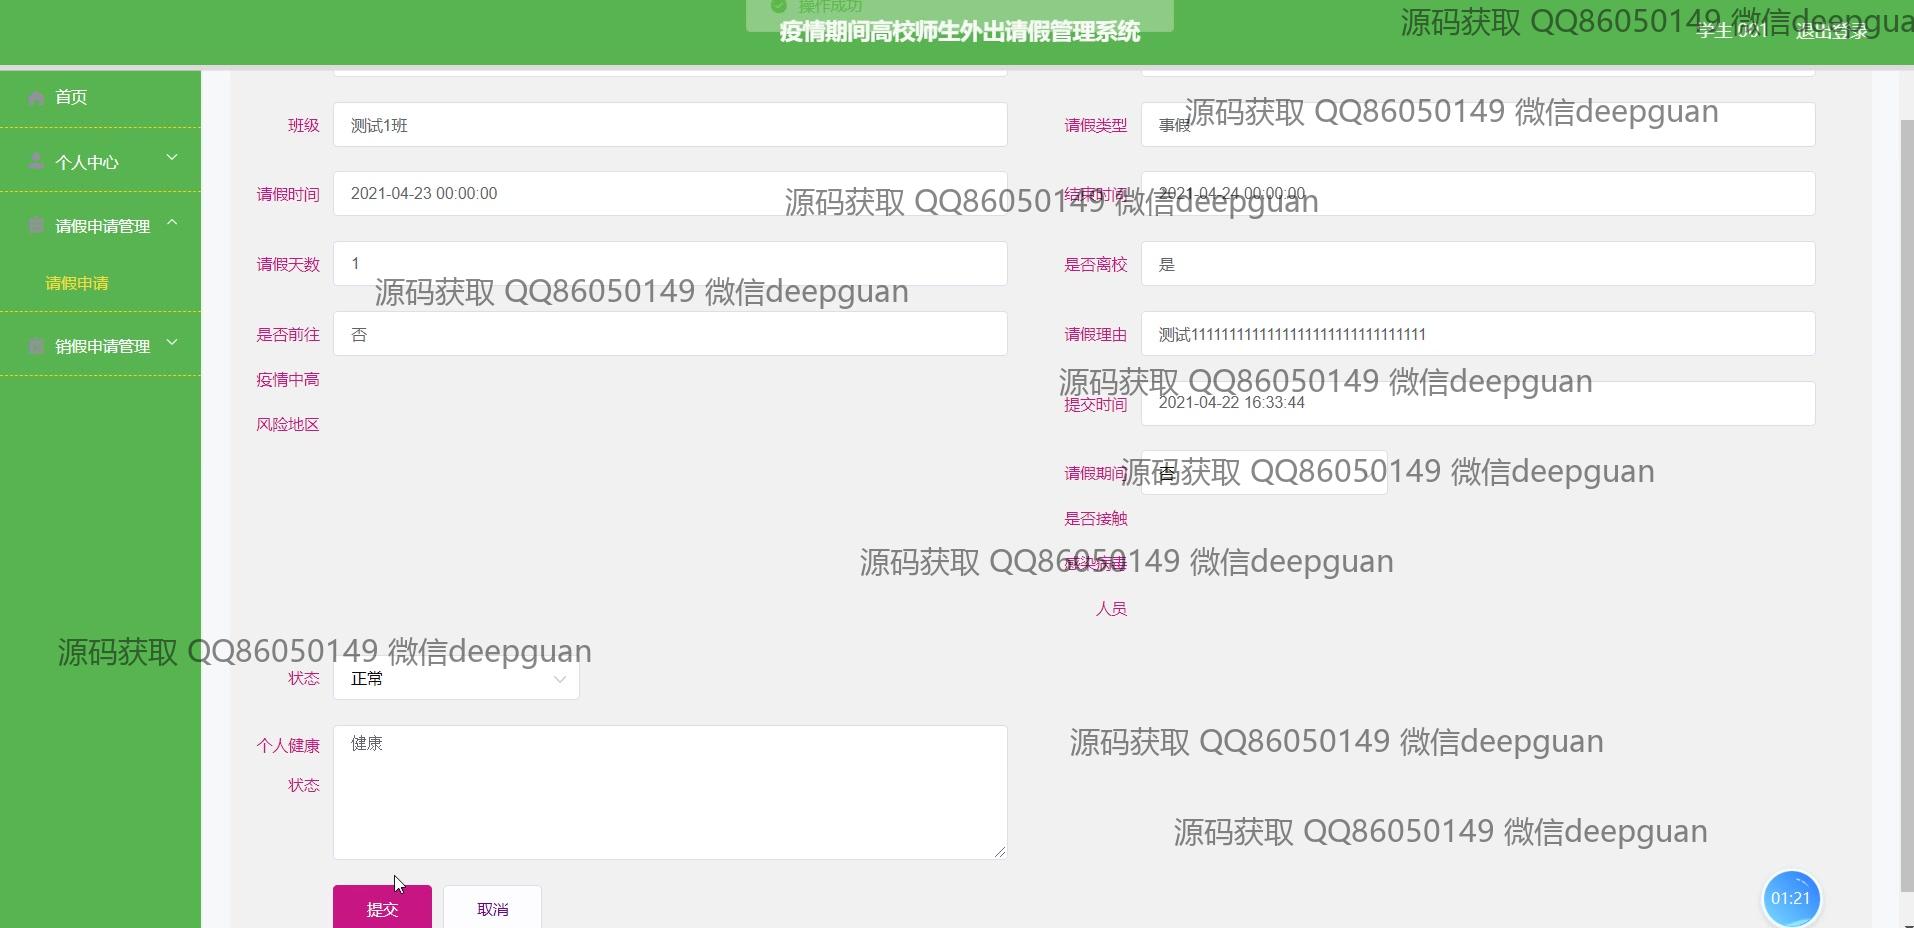 操作成功
疫情期间高校师生外出请假管理系统
学生 001
退出登录
源码获取 QQ86050149 微信deepgua
首页
个人中心
请假申请管理
请假申请
销假申请管理
班级
测试1班
请假类型
事假
源码获取 QQ86050149 微信deepguan
请假时间
2021-04-23 00:00:00
结束时间
2021-04-24 00:00:00
源码获取 QQ86050149 微信deepguan
请假天数
1
是否离校
是
源码获取 QQ86050149 微信deepguan
是否前往
疫情中高
风险地区
否
请假理由
测试1111111111111111111111111111111
源码获取 QQ86050149 微信deepguan
提交时间
2021-04-22 16:33:44
请假期间
是否接触
感染病毒
人员
否
源码获取 QQ86050149 微信deepguan
源码获取 QQ86050149 微信deepguan
源码获取 QQ86050149 微信deepguan
状态
正常
个人健康
状态
健康
源码获取 QQ86050149 微信deepguan
源码获取 QQ86050149 微信deepguan
提交
取消
01:21